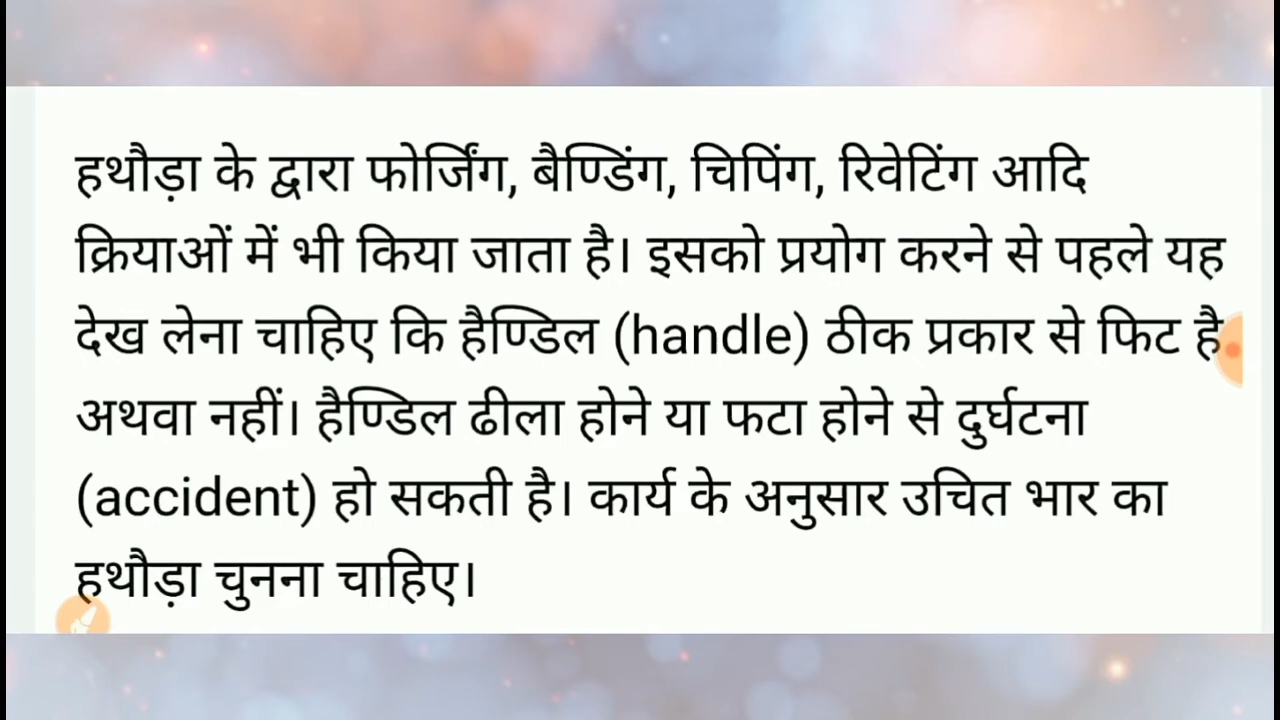 हथौड़ा के द्वारा फोर्जिंग, बैण्डिंग, चिपिंग, रिवेटिंग आदि
क्रियाओं में भी किया जाता है। इसको प्रयोग करने से पहले यह
देख लेना चाहिए कि हैण्डिल (handle) ठीक प्रकार से फिट है
अथवा नहीं। हैण्डिल ढीला होने या फटा होने से दुर्घटना
(accident) हो सकती है। कार्य के अनुसार उचित भार का
हथौड़ा चुनना चाहिए।